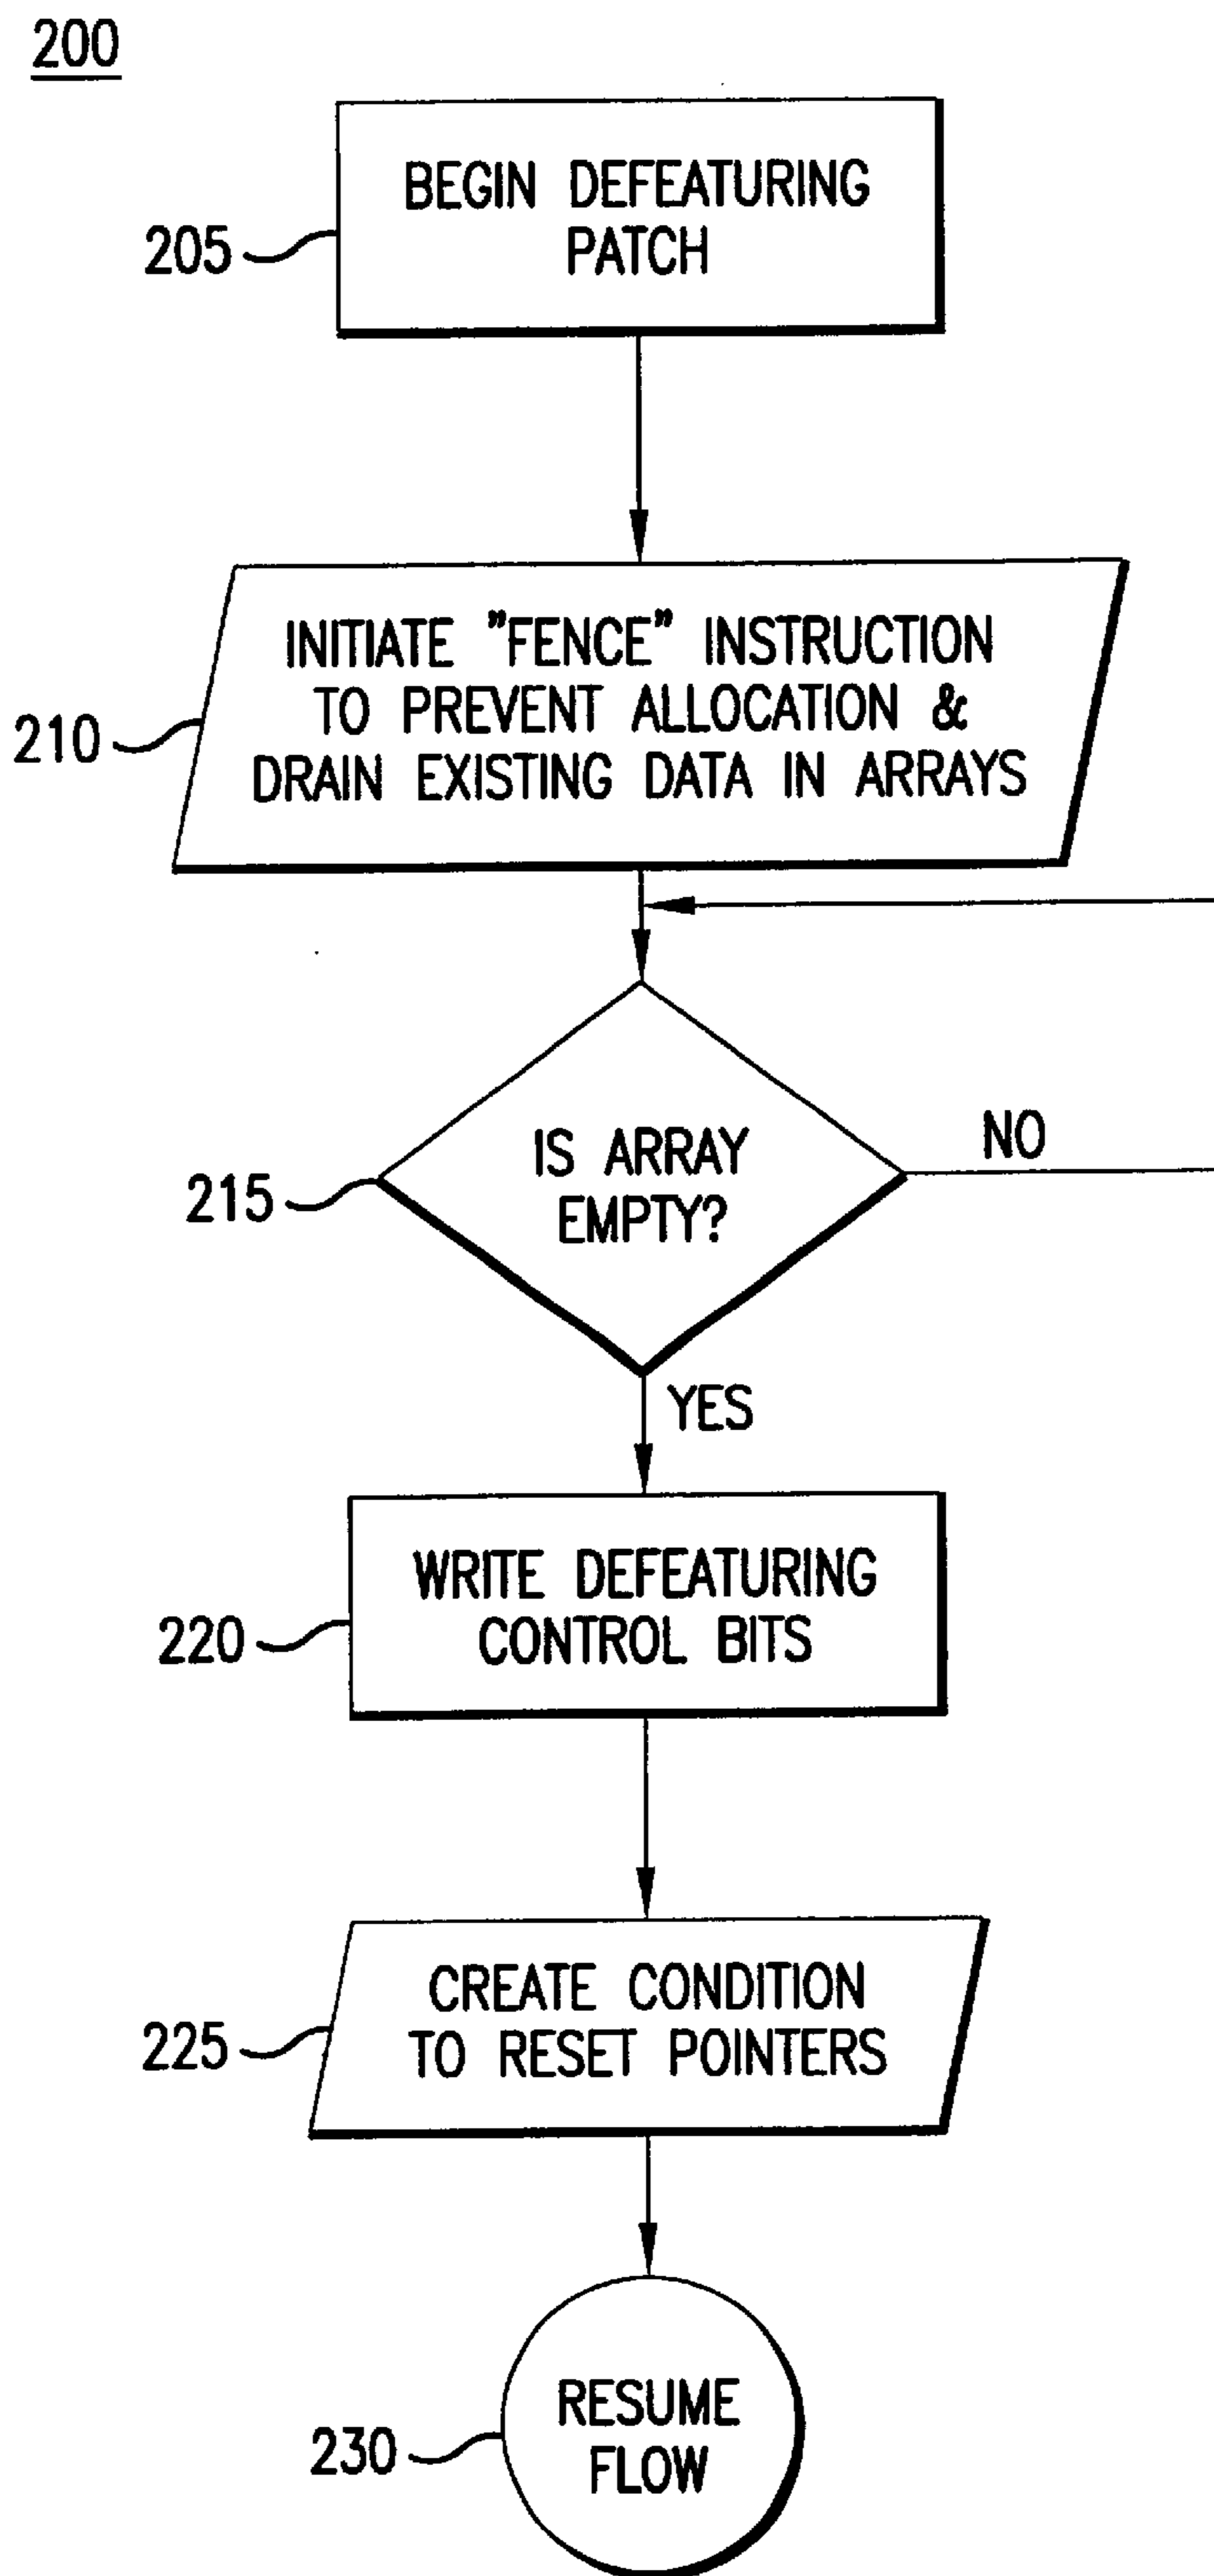 200
BEGIN DEFEATURING
PATCH
205
INITIATE "FENCE" INSTRUCTION
TO PREVENT ALLOCATION &
DRAIN EXISTING DATA IN ARRAYS
210
IS ARRAY
EMPTY?
NO
215
YES
WRITE DEFEATURING
CONTROL BITS
220
CREATE CONDITION
TO RESET POINTERS
225
RESUME
FLOW
230